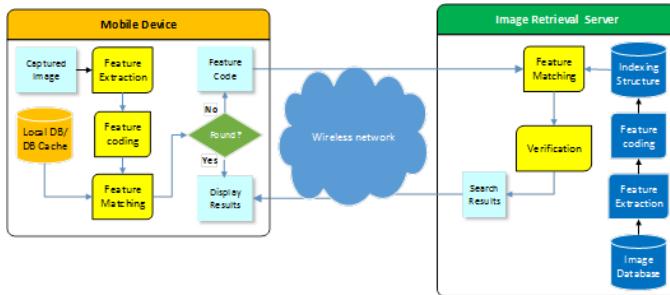 Mobile Device
Captured
Image
Feature
Extraction
Feature
Code
Local DB/
DB Cache
Feature
coding
No
Found?
Yes
Feature
Matching
Display
Results
Wireless network
Image Retrieval Server
Feature
Matching
Indexing
Structure
Verification
Feature
coding
Search
Results
Feature
Extraction
Image
Database